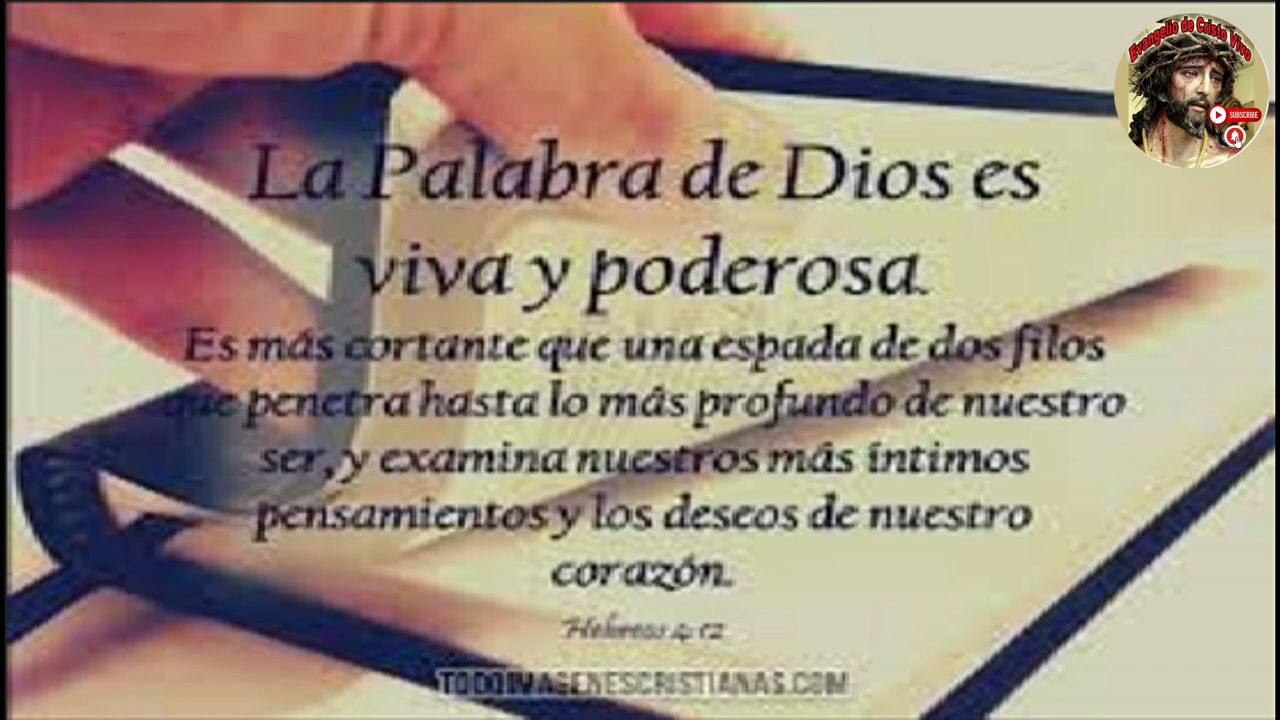 Evangelio de Cristo Vivo
SUBSCRIBE
La Palabra de Dios es
viva y poderosa.
Es más cortante que una espada de dos filos
que penetra hasta lo más profundo de nuestro
ser, y examina nuestros más íntimos
pensamientos y los deseos de nuestro
corazón.
Hebreos 4:12
TODOIMAGENESCRISTIANAS.COM